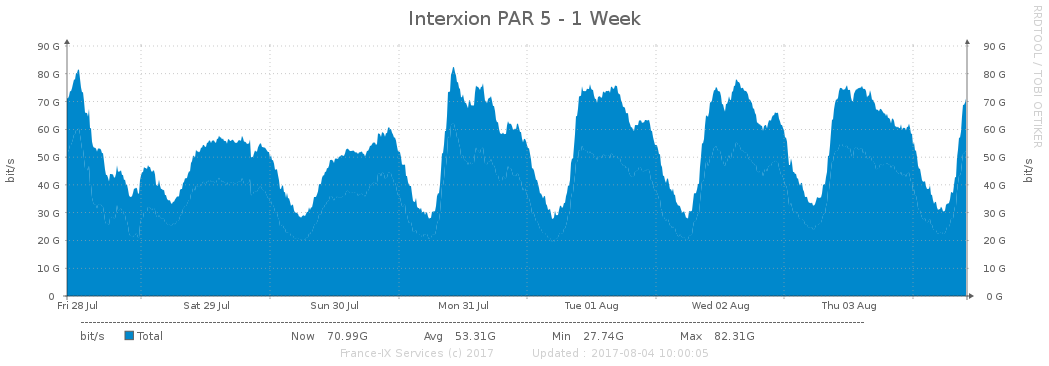 Interxion PAR 5 - 1 Week
RRDTOOL / TOBI OETIKER
90 G 90 G
80 G 80 G
70 G 70 G
60 G 60 G
50 G 50 G
40 G 40 G
30 G 30 G
20 G 20 G
10 G 10 G
0 0 G
bit/s
bit/s
Fri 28 Jul Sat 29 Jul Sun 30 Jul Mon 31 Jul Tue 01 Aug Wed 02 Aug Thu 03 Aug
bit/s Total Now 70.99G Avg 53.31G Min 27.74G Max 82.31G
France-IX Services (c) 2017 Updated : 2017-08-04 10:00:05